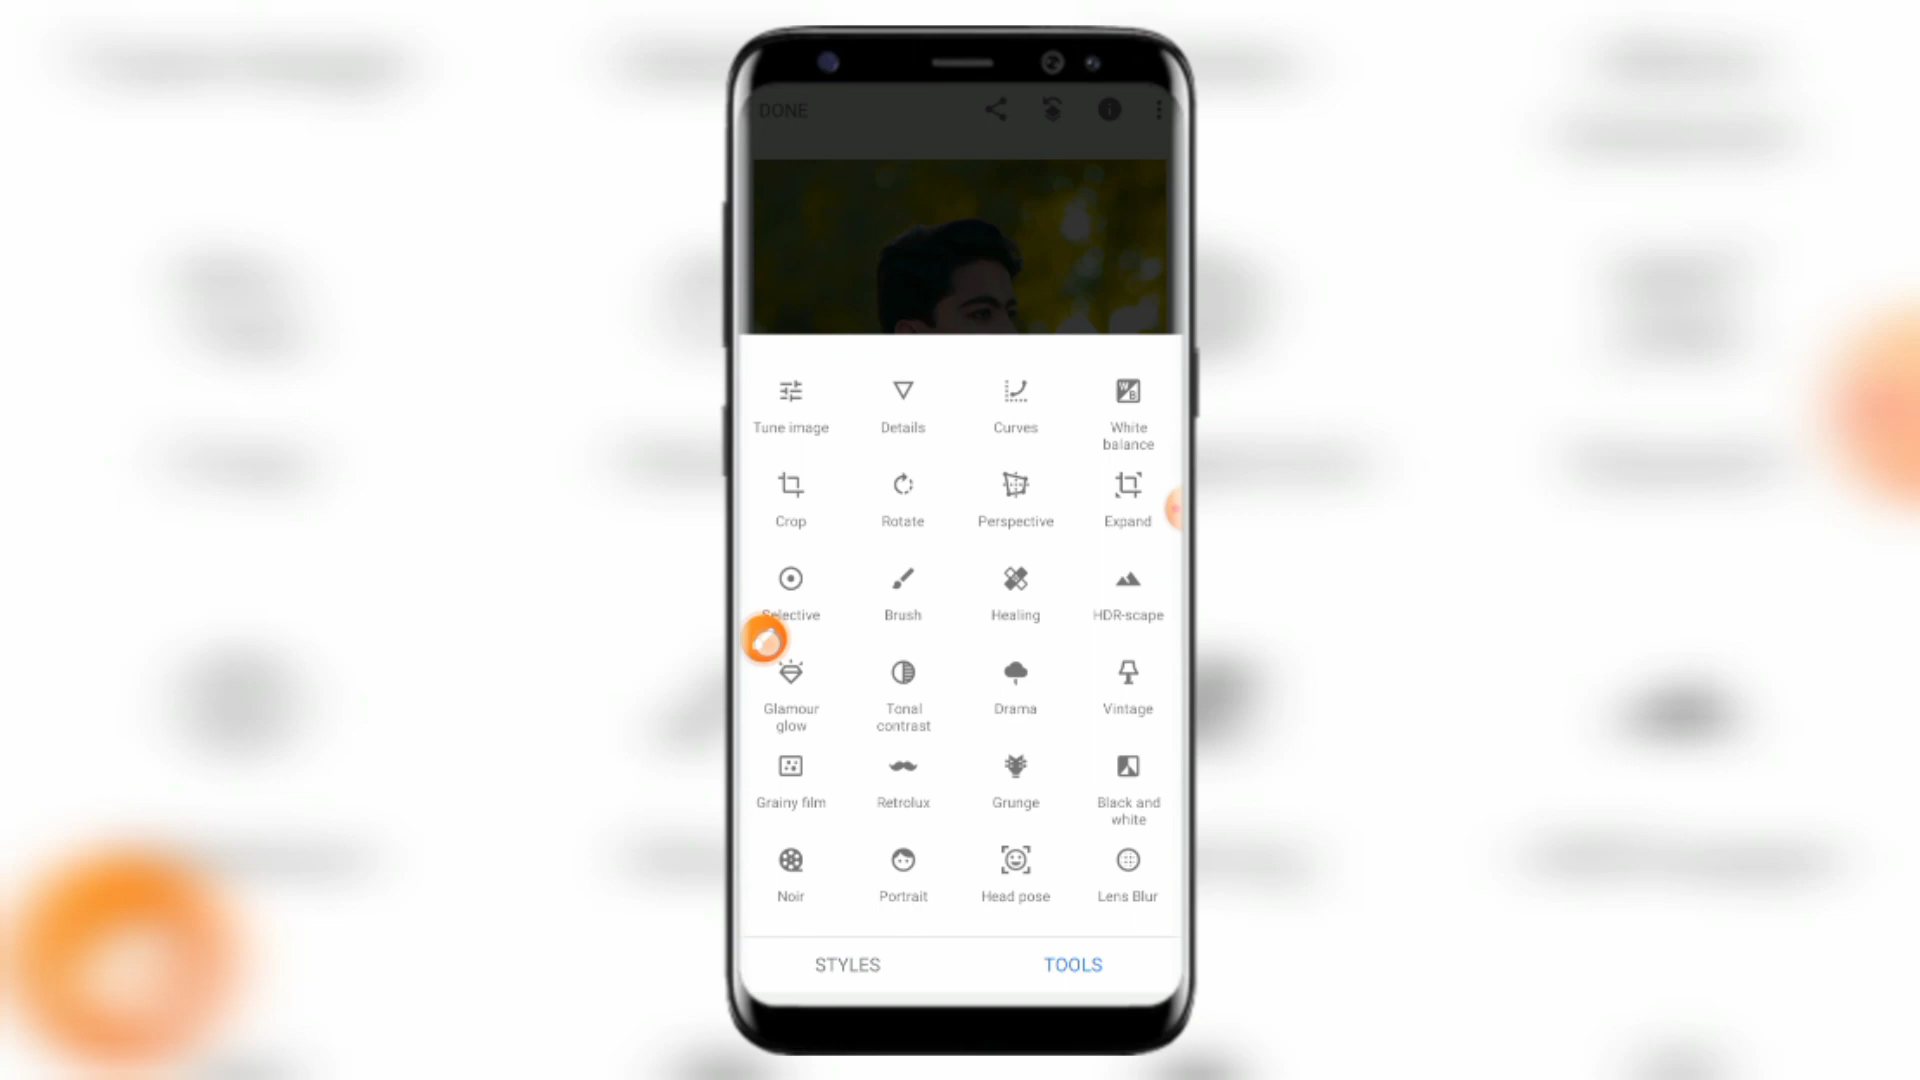 DONE
Tune image
Details
Curves
White
balance
Crop
Rotate
Perspective
Expand
Selective
Brush
Healing
HDR-scape
Glamour
glow
Tonal
contrast
Drama
Vintage
Grainy film
Retrolux
Grunge
Black and
white
Noir
Portrait
Head pose
Lens Blur
STYLES
TOOLS